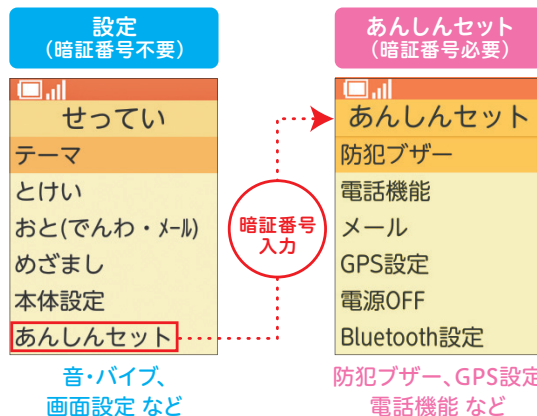 設定
（暗証番号不要）
せってい
テーマ
とけい
おと(でんわ・ﾒｰﾙ)
めざまし
本体設定
あんしんセット
音・バイブ、
画面設定 など
暗証番号
入力
あんしんセット
（暗証番号必要）
あんしんセット
防犯ブザー
電話機能
メール
GPS設定
電源OFF
Bluetooth設定
防犯ブザー、GPS設定
電話機能 など